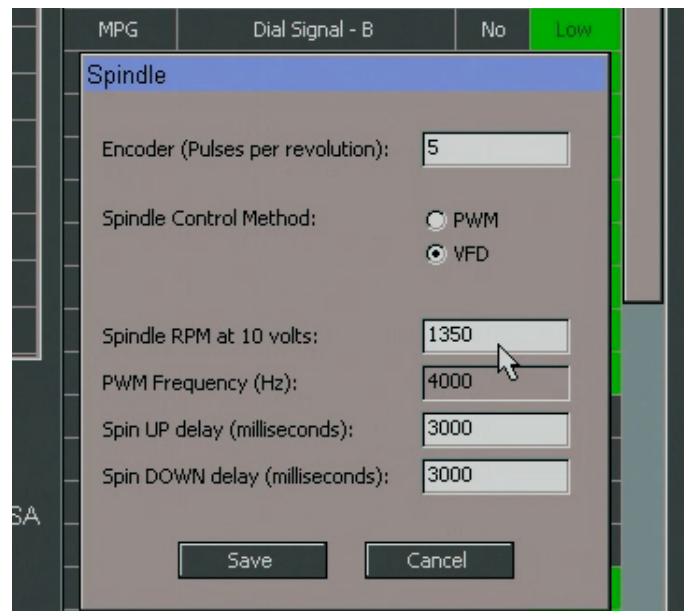 MPG Dial Signal - B No Low
Spindle
Encoder (Pulses per revolution): 5
Spindle Control Method: PWM
VFD
Spindle RPM at 10 volts: 1350
PWM Frequency (Hz): 4000
Spin UP delay (milliseconds): 3000
Spin DOWN delay (milliseconds): 3000
SA
Save Cancel